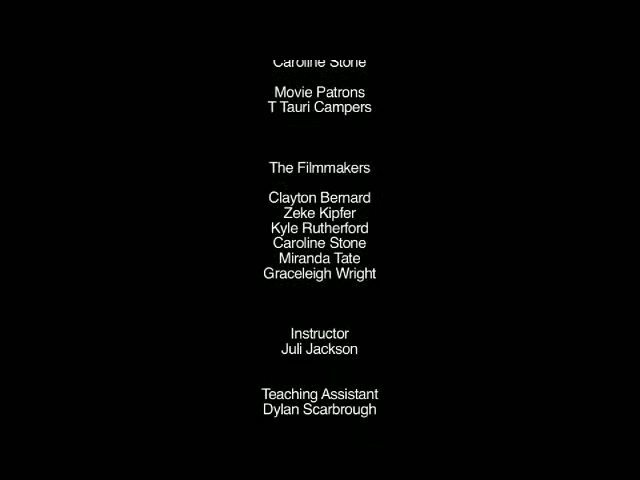 Caroline Stone
Movie Patrons
T Tauri Campers
The Filmmakers
Clayton Bernard
Zeke Kipfer
Kyle Rutherford
Caroline Stone
Miranda Tate
Graceleigh Wright
Instructor
Juli Jackson
Teaching Assistant
Dylan Scarbrough